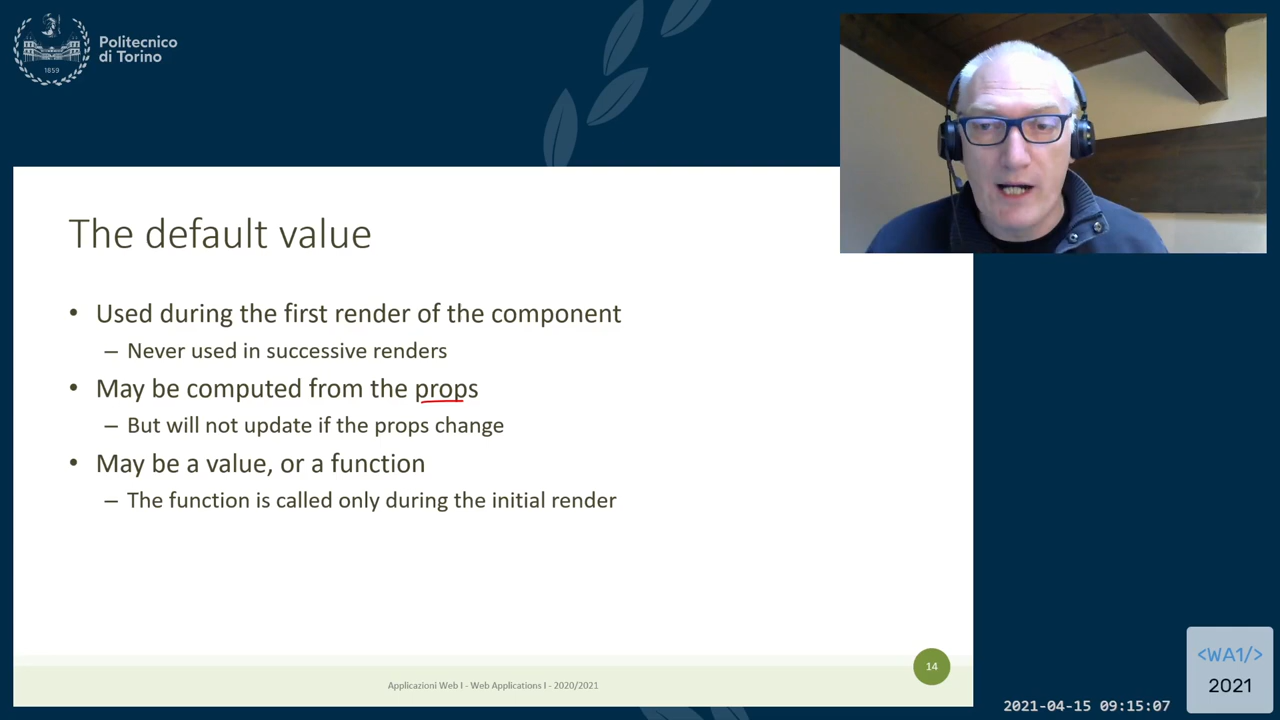 Politecnico
di Torino
1859
The default value
• Used during the first render of the component
– Never used in successive renders
• May be computed from the props
– But will not update if the props change
• May be a value, or a function
– The function is called only during the initial render
14
Applicazioni Web I - Web Applications I - 2020/2021
<WA1/>
2021
2021-04-15 09:15:07